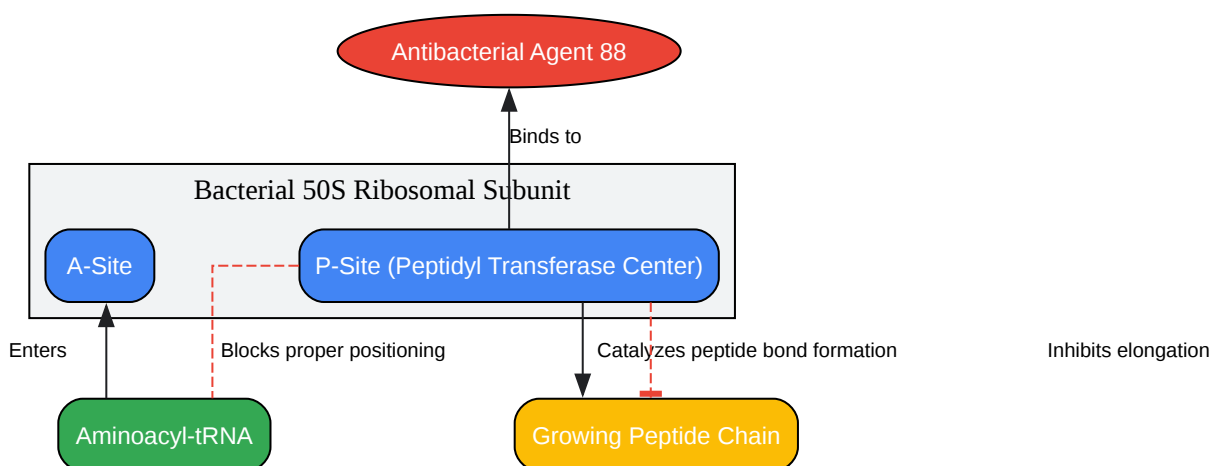 Antibacterial Agent 88
Binds to
Bacterial 50S Ribosomal Subunit
A-Site
P-Site (Peptidyl Transferase Center)
Enters
Blocks proper positioning
Catalyzes peptide bond formation
Inhibits elongation
Aminoacyl-tRNA
Growing Peptide Chain